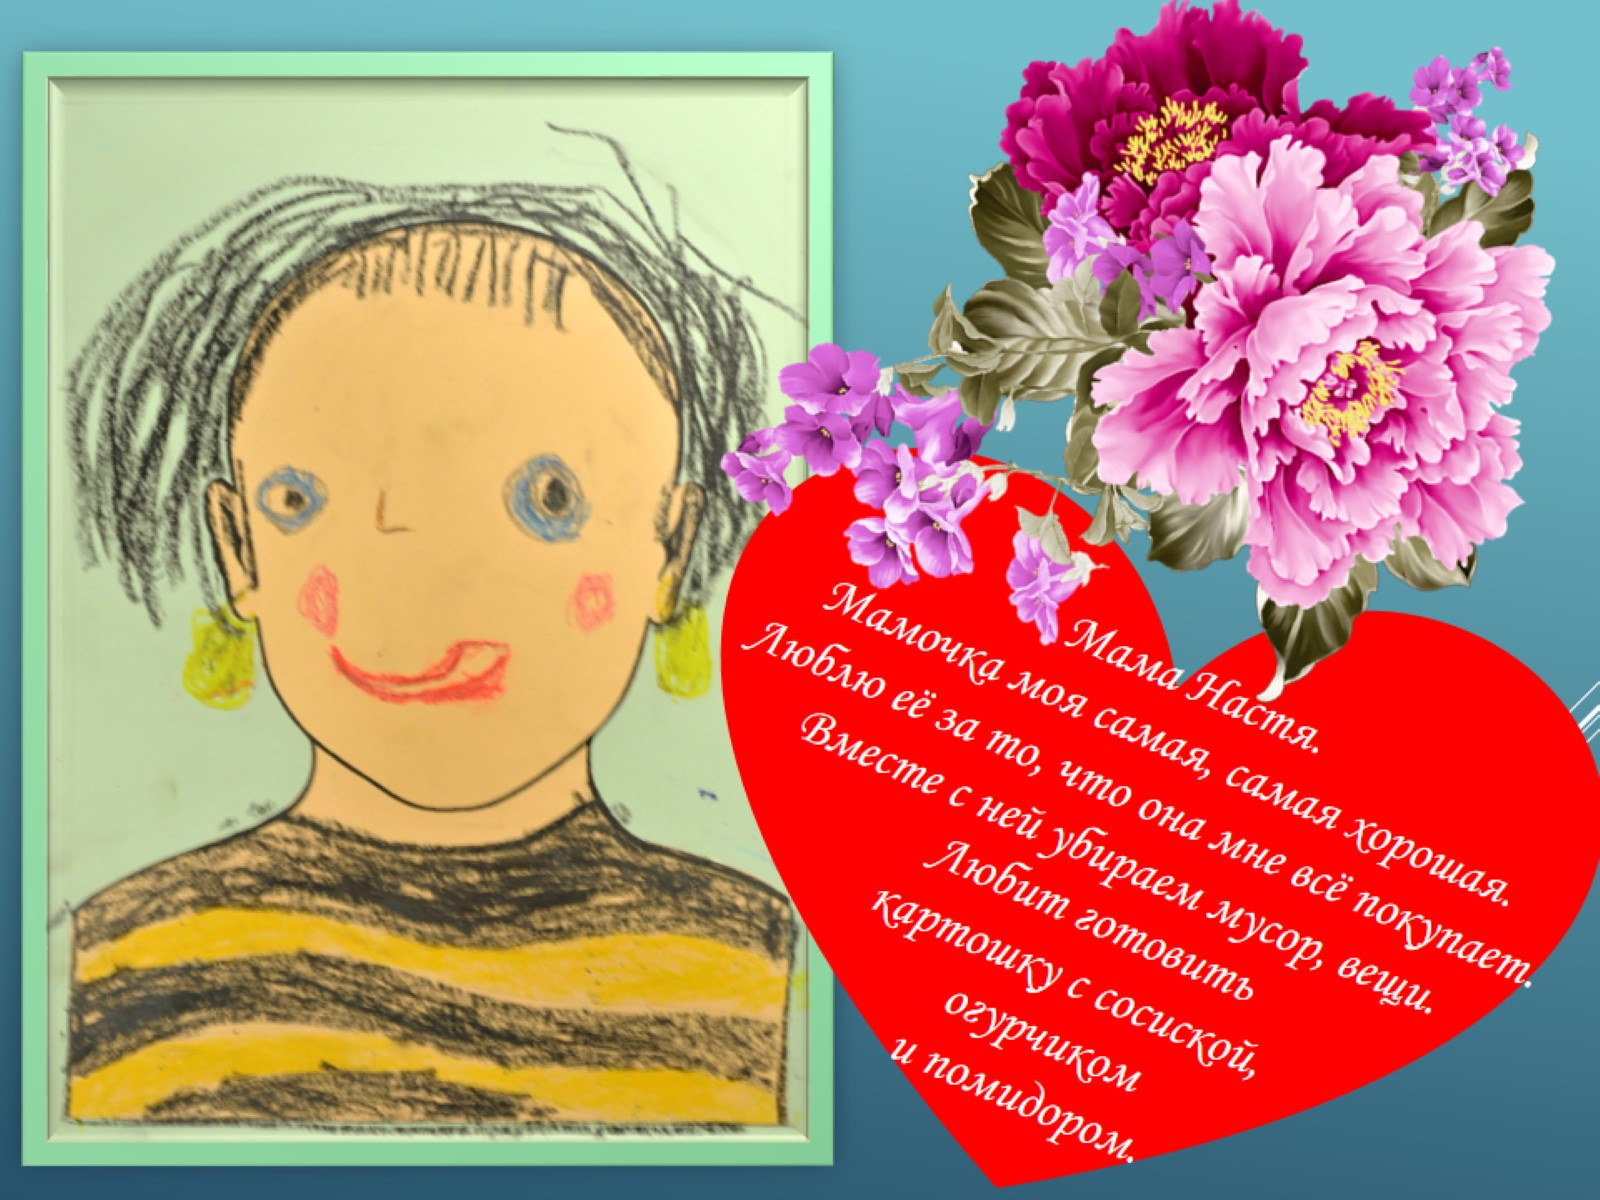 Мама Настя.
Мамочка моя самая, самая хорошая.
Люблю её за то, что она мне всё покупает.
Вместе с ней убираем мусор, вещи.
Любит готовить
картошку с сосиской,
огурчиком
и помидором.